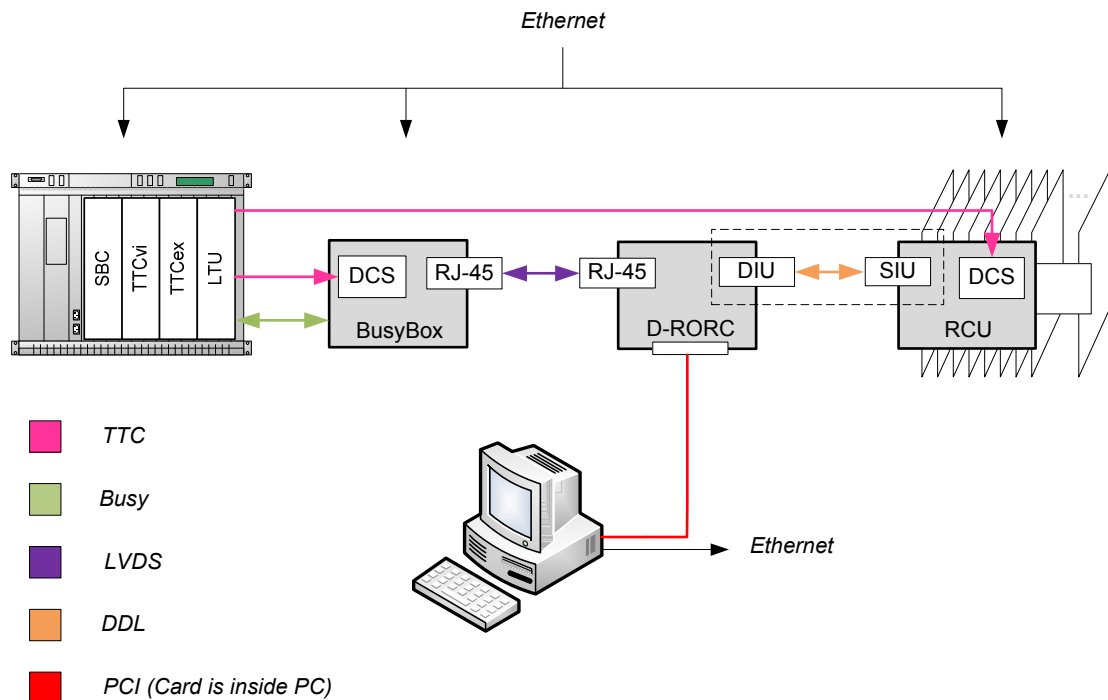 Ethernet
SBC
TTCvi
TTCex
LTU
DCS
RJ-45
BusyBox
RJ-45
DIU
D-RORC
SIU
DCS
RCU
...
TTC
Busy
LVDS
DDL
PCI (Card is inside PC)
Ethernet